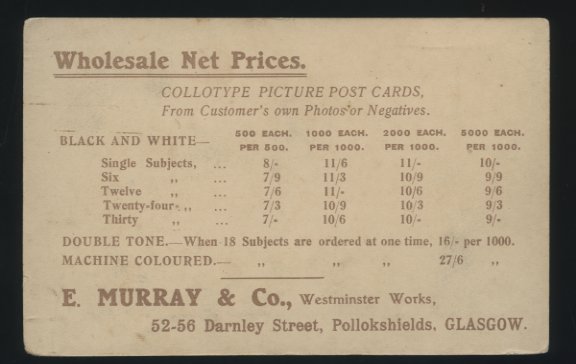 Wholesale Net Prices.
COLLOTYPE PICTURE POST CARDS,
From Customer's own Photos or Negatives.
500 EACH. 1000 EACH. 2000 EACH. 5000 EACH.
BLACK AND WHITE— PER 500. PER 1000. PER 1000. PER 1000.
Single Subjects, ... 8/- 11/6 11/- 10/-
Six ,, ... 7/9 11/3 10/9 9/9
Twelve ,, ... 7/6 11/- 10/6 9/6
Twenty-four ,, ... 7/3 10/9 10/3 9/3
Thirty ,, ... 7/- 10/6 10/- 9/-
DOUBLE TONE.—When 18 Subjects are ordered at one time, 16/- per 1000.
MACHINE COLOURED.— ,, ,, ,, 27/6 ,,
E. MURRAY & Co., Westminster Works,
52-56 Darnley Street, Pollokshields, GLASGOW.